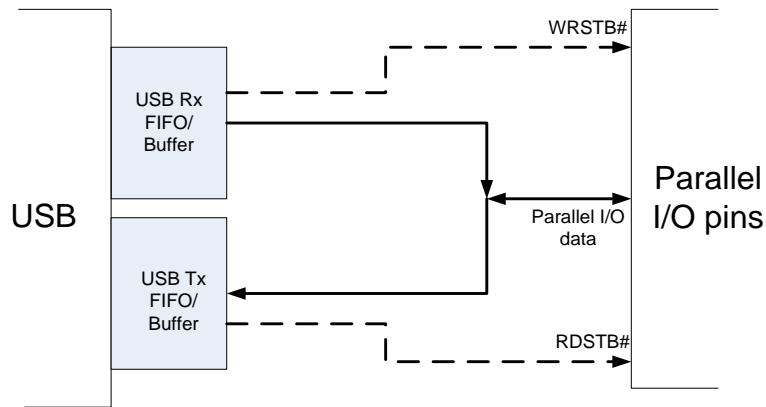 WRSTB#
USB Rx
FIFO/
Buffer
USB
Parallel
I/O pins
Parallel I/O
data
USB Tx
FIFO/
Buffer
RDSTB#